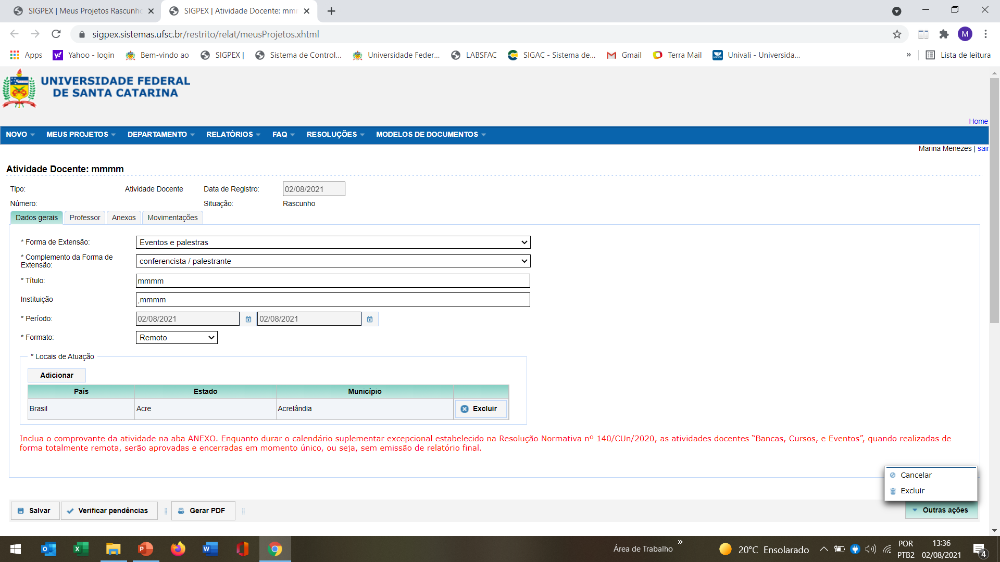 SIGPEX | Meus Projetos Rascunho
SIGPEX | Atividade Docente: mmm
sigpex.sistemas.ufsc.br/restrito/relat/meusProjetos.xhtml
M
Apps
Yahoo - login
Bem-vindo ao
SIGPEX |
Sistema de Control...
Universidade Feder...
LABSFAC
SIGAC - Sistema de...
Gmail
Terra Mail
Univali - Universida...
»
Lista de leitura
UNIVERSIDADE FEDERAL
DE SANTA CATARINA
Home
NOVO MEUS PROJETOS DEPARTAMENTO RELATÓRIOS FAQ RESOLUÇÕES MODELOS DE DOCUMENTOS
Marina Menezes | sair
Atividade Docente: mmmm
Tipo: Atividade Docente Data de Registro: 02/08/2021
Número: Situação: Rascunho
Dados gerais Professor Anexos Movimentações
* Forma de Extensão: Eventos e palestras
* Complemento da Forma de
Extensão: conferencista / palestrante
* Título: mmmm
Instituição ,mmmm
* Período: 02/08/2021 02/08/2021
* Formato: Remoto
* Locais de Atuação
Adicionar
País Estado Município
Brasil Acre Acrelândia Excluir
Inclua o comprovante da atividade na aba ANEXO. Enquanto durar o calendário suplementar excepcional estabelecido na Resolução Normativa nº 140/CUn/2020, as atividades docentes “Bancas, Cursos, e Eventos”, quando realizadas de
forma totalmente remota, serão aprovadas e encerradas em momento único, ou seja, sem emissão de relatório final.
Cancelar
Excluir
Salvar Verificar pendências Gerar PDF Outras ações
Área de Trabalho » 20°C Ensolarado
POR
PTB2
13:36
02/08/2021
4